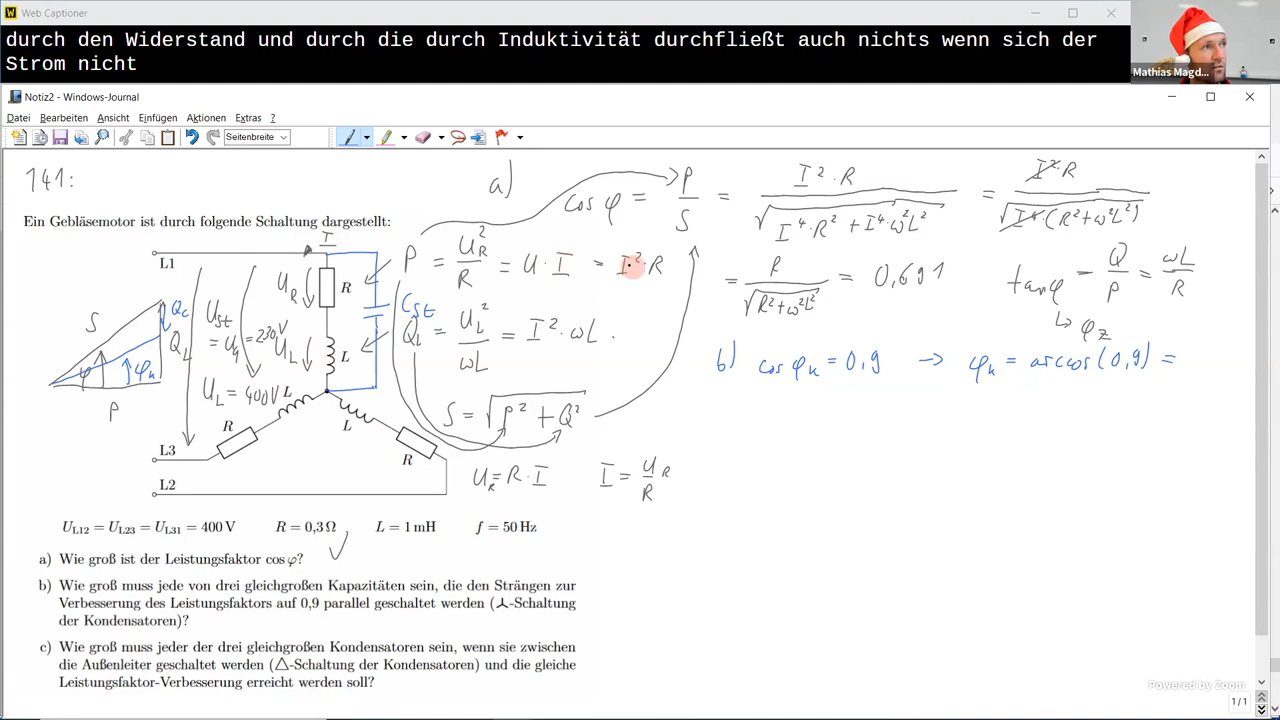 Web Captioner
durch den Widerstand und durch die durch Induktivität durchfließt auch nichts wenn sich der
Strom nicht
Mathias Magd...
Notiz2 - Windows-Journal
Datei Bearbeiten Ansicht Einfügen Aktionen Extras ?
Seitenbreite
141:
Ein Gebläsemotor ist durch folgende Schaltung dargestellt:
L1
I
U_R
R
C_St
U_St
= U_q
= 230V
U_L
L
U_L = 400V
S
Q_C
Q_L
φ
φ_k
P
L
L
R
R
L3
L2
P = U_R²/R = U · I = I² · R
Q_L = U_L²/ωL = I² · ωL
S = √(P² + Q²)
U_R = R · I I = U_R/R
a)
cos φ = P/S = I² · R / √(I⁴ · R² + I⁴ · ω²L²) = I² · R / √(I⁴ (R² + ω²L²))
= R / √(R² + ω²L²) = 0,691
tan φ = Q/P = ωL/R
↳ φ_Z
b) cos φ_k = 0,9 → φ_k = arccos(0,9) =
U_L12 = U_L23 = U_L31 = 400 V R = 0,3 Ω L = 1 mH f = 50 Hz
a) Wie groß ist der Leistungsfaktor cos φ?
b) Wie groß muss jede von drei gleichgroßen Kapazitäten sein, die den Strängen zur
Verbesserung des Leistungsfaktors auf 0,9 parallel geschaltet werden (⅄-Schaltung
der Kondensatoren)?
c) Wie groß muss jeder der drei gleichgroßen Kondensatoren sein, wenn sie zwischen
die Außenleiter geschaltet werden (△-Schaltung der Kondensatoren) und die gleiche
Leistungsfaktor-Verbesserung erreicht werden soll?
Powered by Zoom
1/1